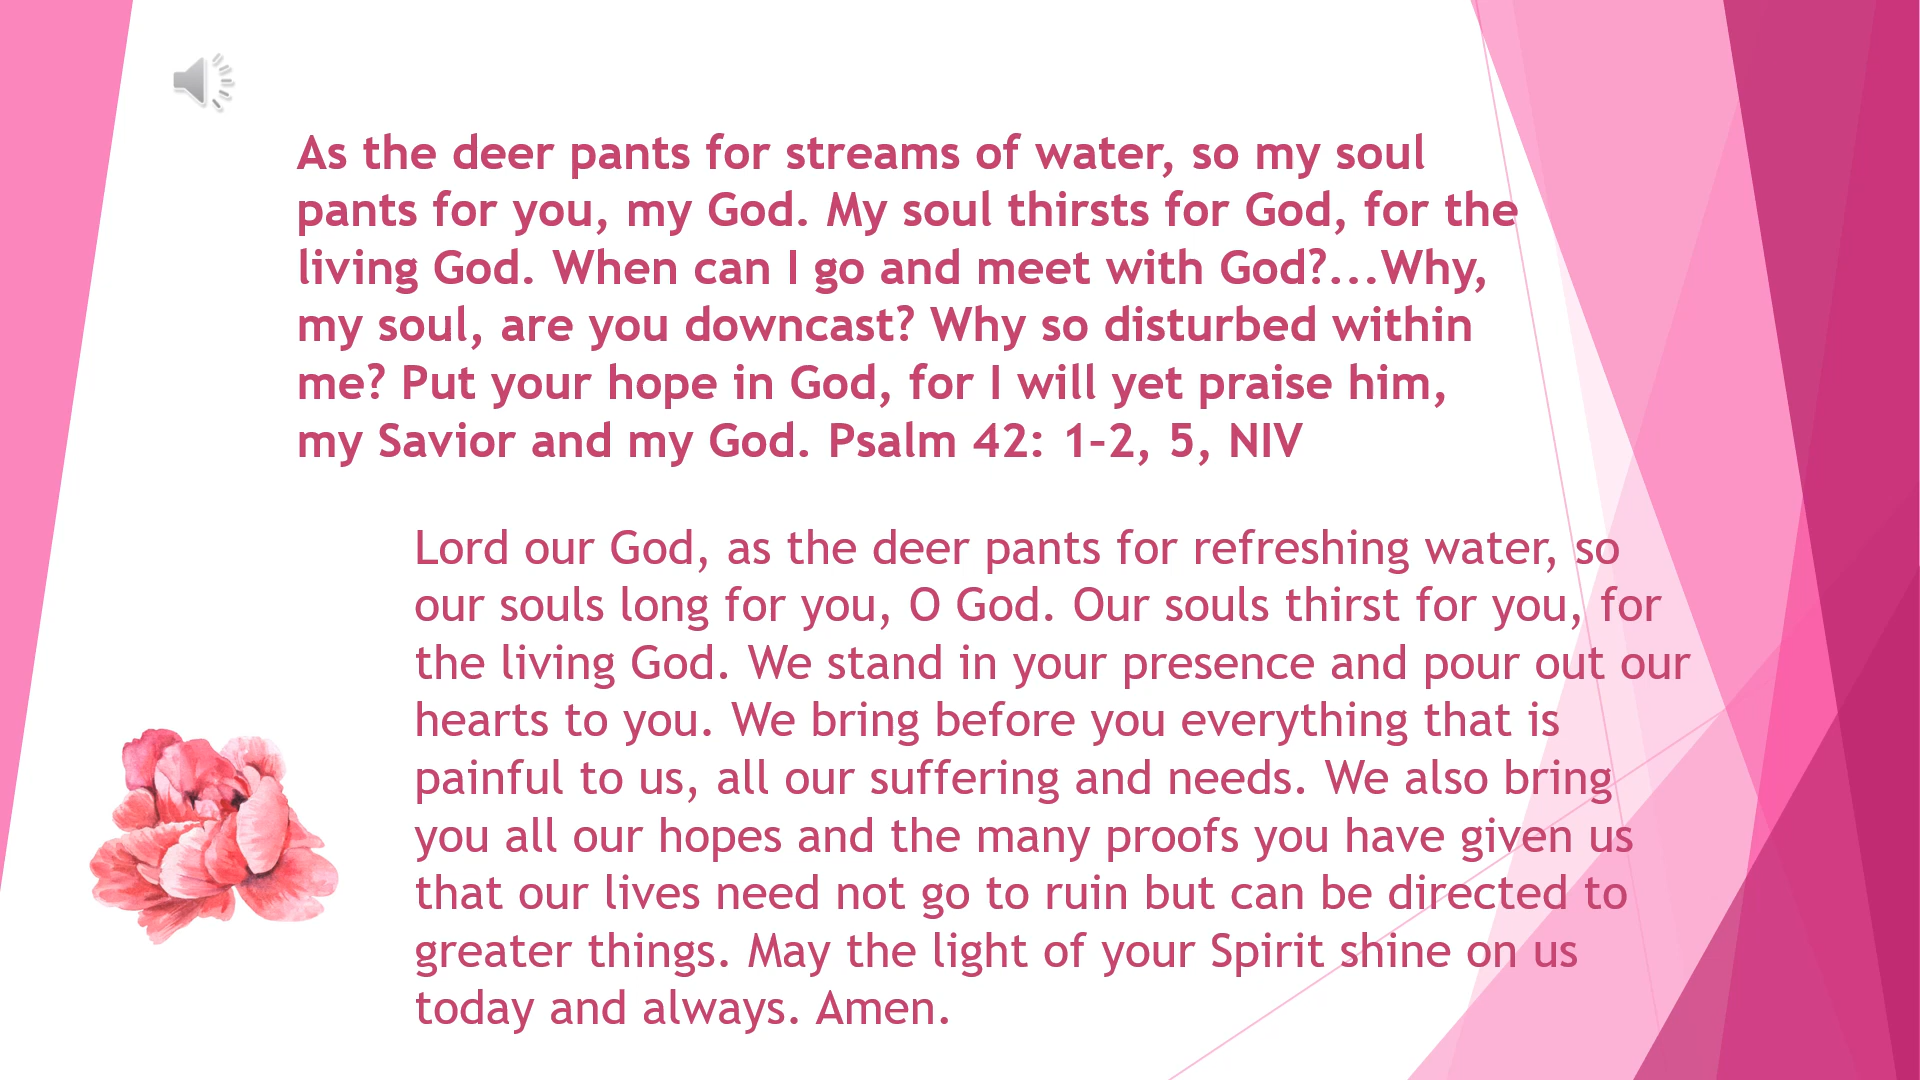 As the deer pants for streams of water, so my soul
pants for you, my God. My soul thirsts for God, for the
living God. When can I go and meet with God?...Why,
my soul, are you downcast? Why so disturbed within
me? Put your hope in God, for I will yet praise him,
my Savior and my God. Psalm 42: 1–2, 5, NIV
Lord our God, as the deer pants for refreshing water, so
our souls long for you, O God. Our souls thirst for you, for
the living God. We stand in your presence and pour out our
hearts to you. We bring before you everything that is
painful to us, all our suffering and needs. We also bring
you all our hopes and the many proofs you have given us
that our lives need not go to ruin but can be directed to
greater things. May the light of your Spirit shine on us
today and always. Amen.